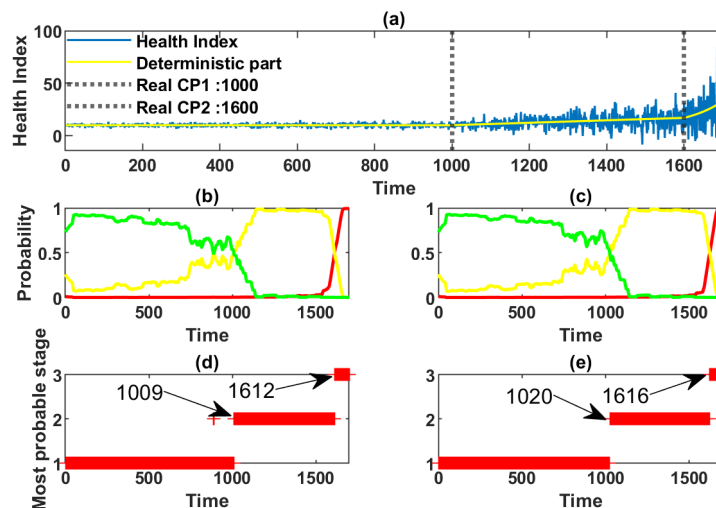 (a)
100
50
0
Health Index
Health Index
Deterministic part
Real CP1 :1000
Real CP2 :1600
0 200 400 600 800 1000 1200 1400 1600
Time
(b)
1
0.5
0
Probability
0 500 1000 1500
Time
(c)
1
0.5
0
0 500 1000 1500
Time
(d)
3
2
1
Most probable stage
1009
1612
0 500 1000 1500
Time
(e)
3
2
1
1020
1616
0 500 1000 1500
Time